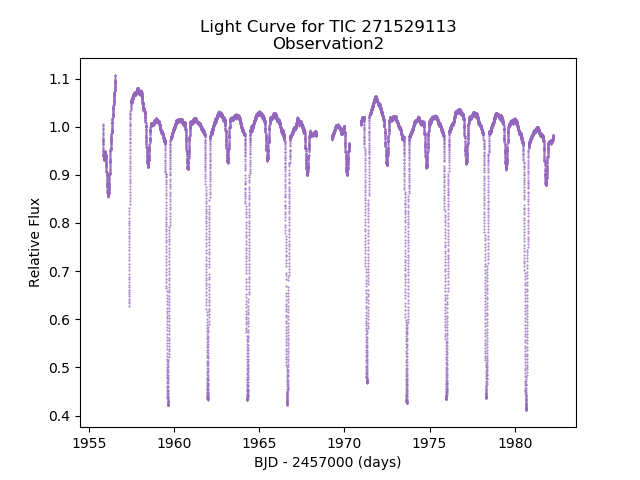 Light Curve for TIC 271529113
Observation2
1.1
1.0
0.9
0.8
0.7
0.6
0.5
0.4
Relative Flux
1955 1960 1965 1970 1975 1980
BJD - 2457000 (days)